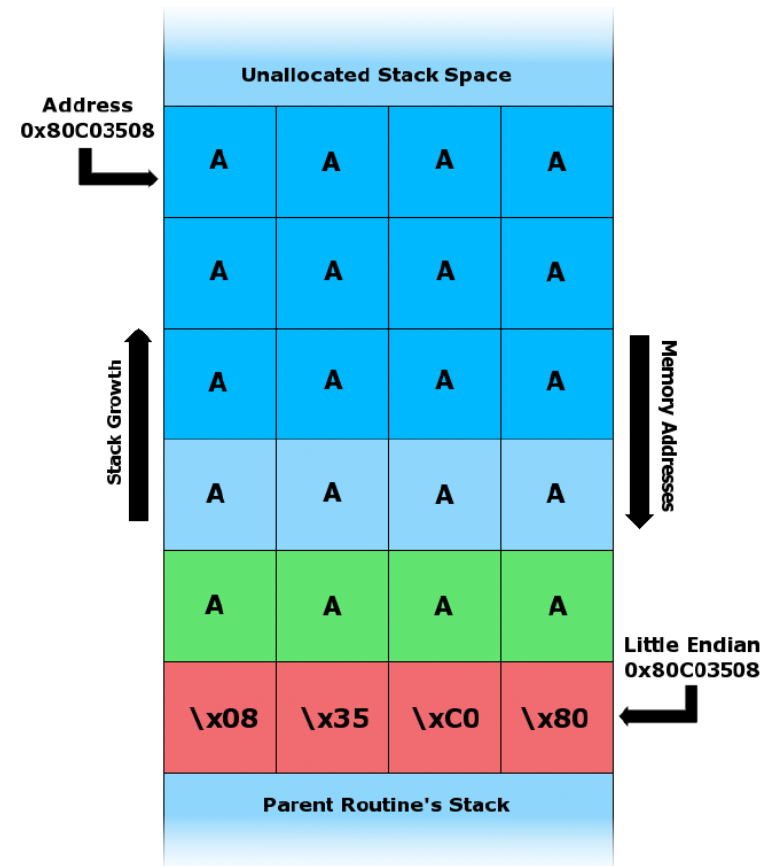 Unallocated Stack Space
Address
0x80C03508
A A A A
A A A A
Stack Growth
Memory Addresses
A A A A
A A A A
A A A A
Little Endian
0x80C03508
\x08 \x35 \xC0 \x80
Parent Routine's Stack